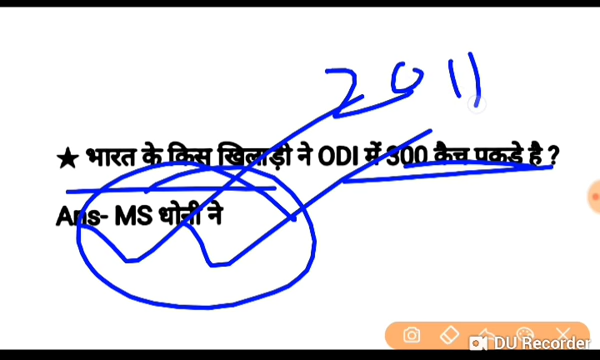 2011
★ भारत के किस खिलाड़ी ने ODI में 300 कैच पकडे है ?
Ans- MS धोनी ने
DU Recorder